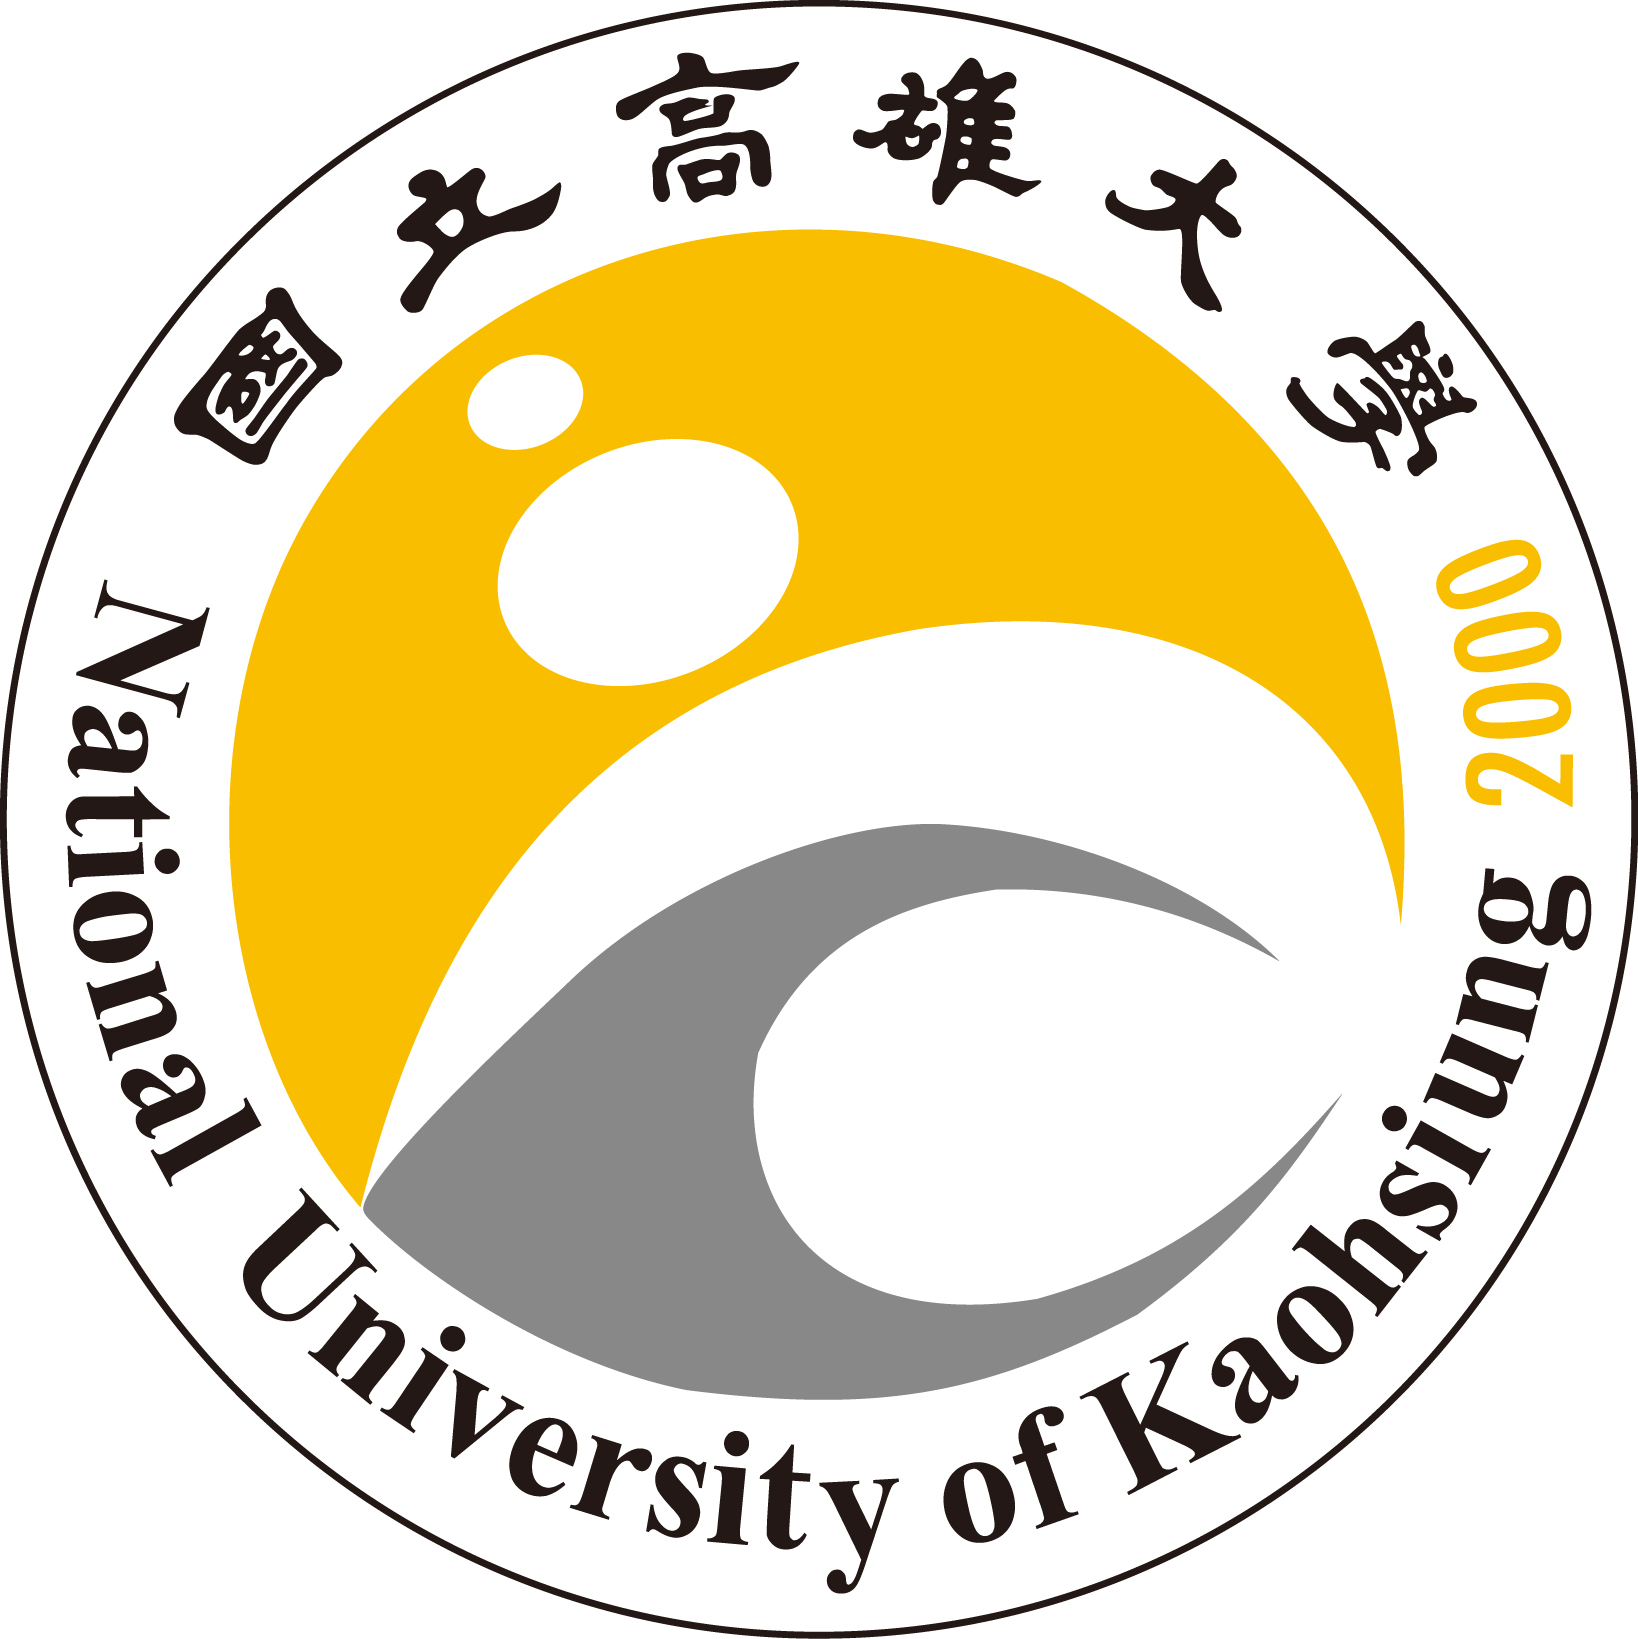 國立高雄大學
2000
National University of Kaohsiung